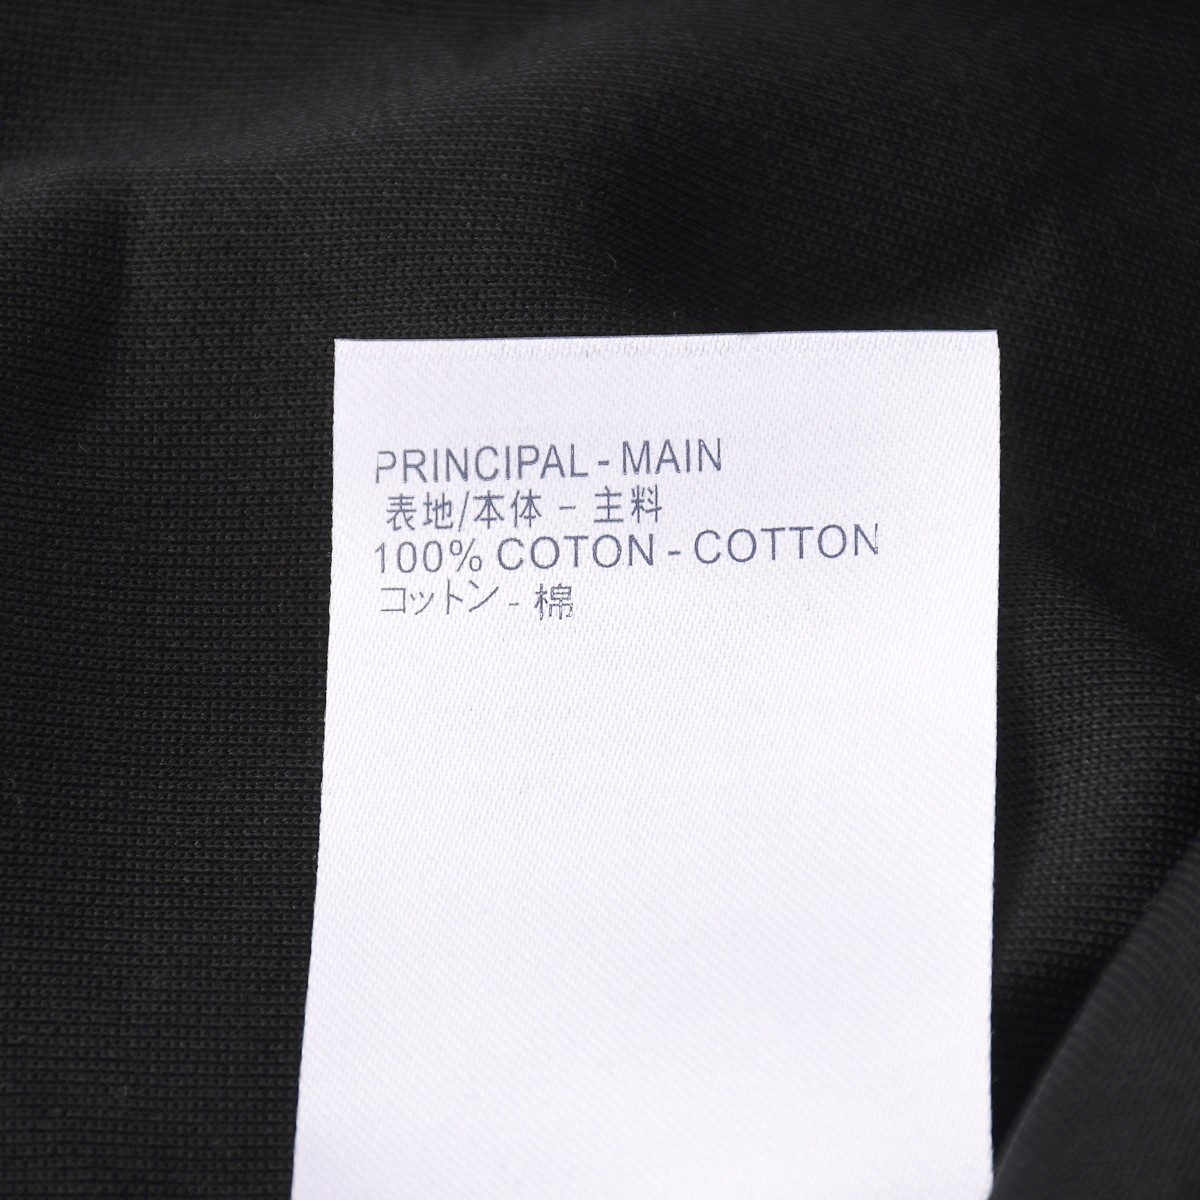 PRINCIPAL - MAIN
表地/本体 - 主料
100% COTON - COTTON
コットン - 棉